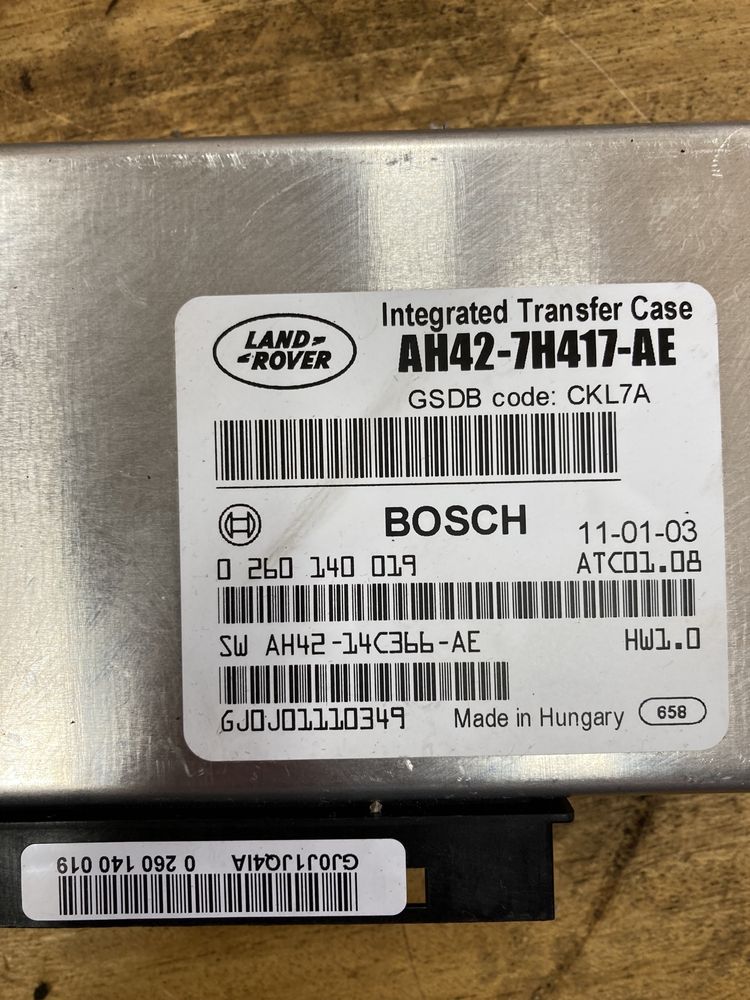 LAND
ROVER
Integrated Transfer Case
AH42-7H417-AE
GSDB code: CKL7A
BOSCH
11-01-03
0 260 140 019
ATC01.08
SW AH42-14C366-AE
HW1.0
GJ0J01110349
Made in Hungary
658
GJ0J1JQ4IA
0 260 140 019